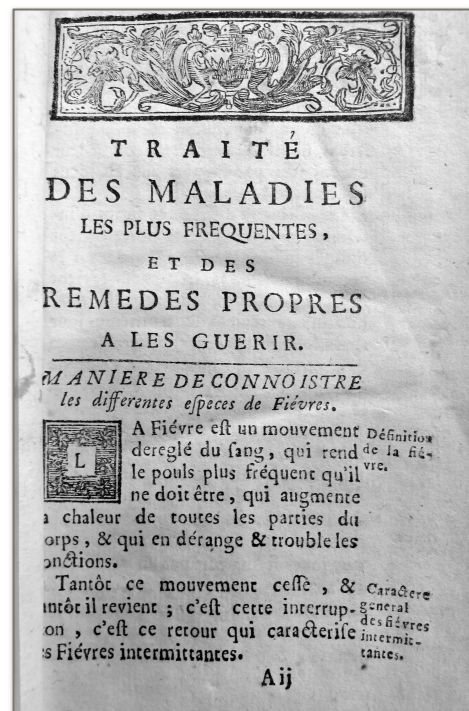 TRAITÉ
DES MALADIES
LES PLUS FREQUENTES,
ET DES
REMEDES PROPRES
A LES GUERIR.
MANIERE DE CONNOISTRE
les differentes eſpeces de Fiévres.
LA Fiévre eſt un mouvement
dereglé du ſang, qui rend
le pouls plus fréquent qu'il
ne doit être, qui augmente
a chaleur de toutes les parties du
orps, & qui en dérange & trouble les
onctions.
Tantôt ce mouvement ceſſe, &
antôt il revient ; c'eſt cette interrup-
ion, c'eſt ce retour qui caracteriſe
s Fiévres intermittantes.
Définition
de la fié-
vre.
Caractere
general
des fiévres
intermit-
tantes.
Aij